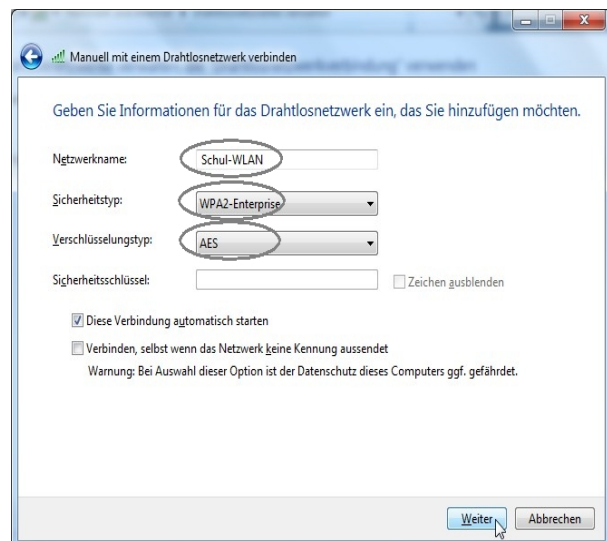 Manuell mit einem Drahtlosnetzwerk verbinden
Geben Sie Informationen für das Drahtlosnetzwerk ein, das Sie hinzufügen möchten.
Netzwerkname: Schul-WLAN
Sicherheitstyp: WPA2-Enterprise
Verschlüsselungstyp: AES
Sicherheitsschlüssel: Zeichen ausblenden
Diese Verbindung automatisch starten
Verbinden, selbst wenn das Netzwerk keine Kennung aussendet
Warnung: Bei Auswahl dieser Option ist der Datenschutz dieses Computers ggf. gefährdet.
Weiter Abbrechen